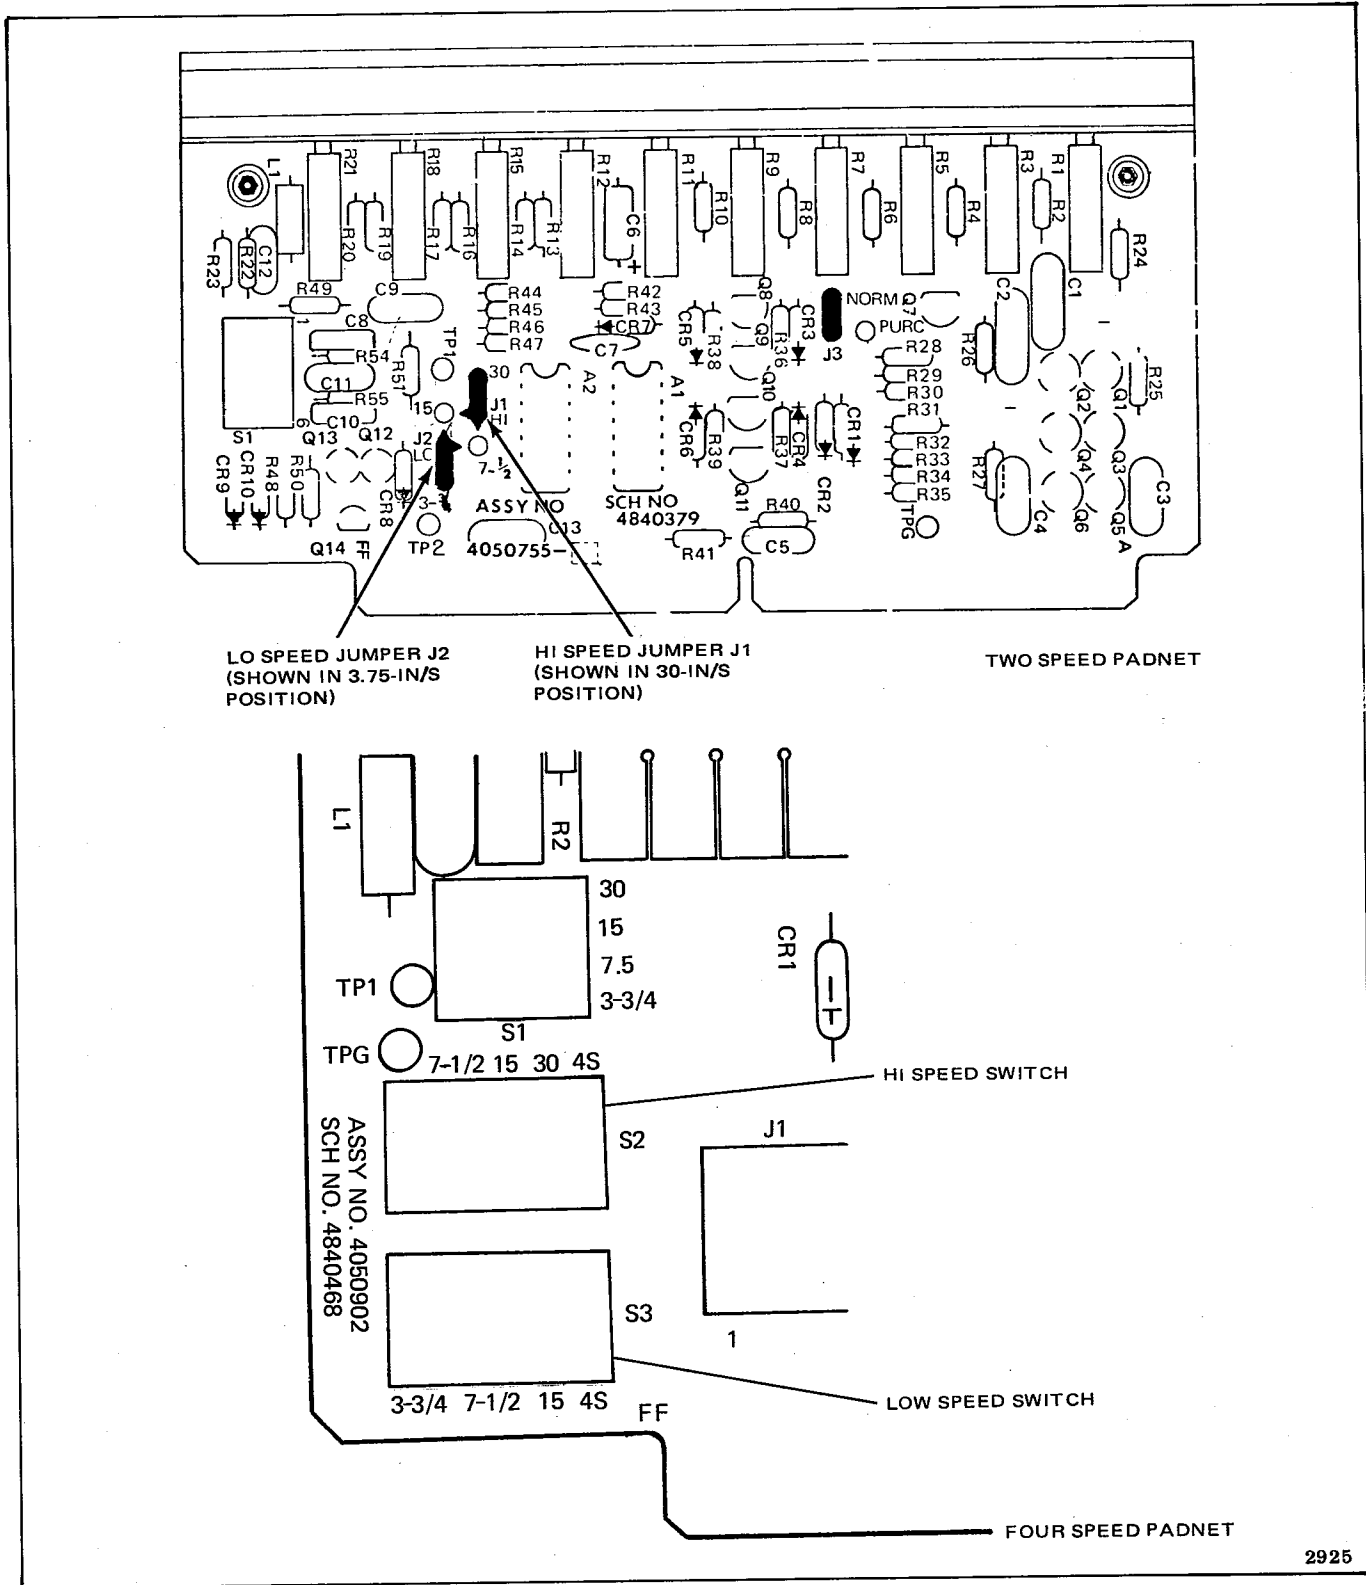 L1
R21
R18
R15
R12
R11
R9
R7
R5
R3
R1
R20
R19
R17
R16
R14
R13
C6
+
R10
R8
R6
R4
R2
R24
R23
R22
C12
R49
C9
R44
R45
R46
R47
R42
R43
CR7
C7
Q8
Q9
CR5
R38
R36
CR3
NORM
PURC
J3
Q7
C2
C1
R26
R28
R29
R30
R31
R32
R33
R34
R35
R25
1
C8
R54
C11
R55
C10
6
S1
Q13
Q12
R51
TP1
15
30
J1
HI
J2
7-½
3-
A2
A1
Q10
CR6
R39
R37
CR4
CR1
CR2
Q11
Q2
Q1
Q4
Q3
Q6
Q5
A
R27
C4
C3
CR9
CR10
R48
R50
CR8
Q14
FF
TP2
ASSY NO
4050755-
C13
SCH NO
4840379
R41
R40
C5
TPG
LO SPEED JUMPER J2
(SHOWN IN 3.75-IN/S
POSITION)
HI SPEED JUMPER J1
(SHOWN IN 30-IN/S
POSITION)
TWO SPEED PADNET
L1
R2
30
15
7.5
3-3/4
CR1
TP1
S1
TPG
7-1/2 15 30 4S
HI SPEED SWITCH
S2
J1
ASSY NO. 4050902
SCH NO. 4840468
S3
1
LOW SPEED SWITCH
3-3/4 7-1/2 15 4S
FF
FOUR SPEED PADNET
2925